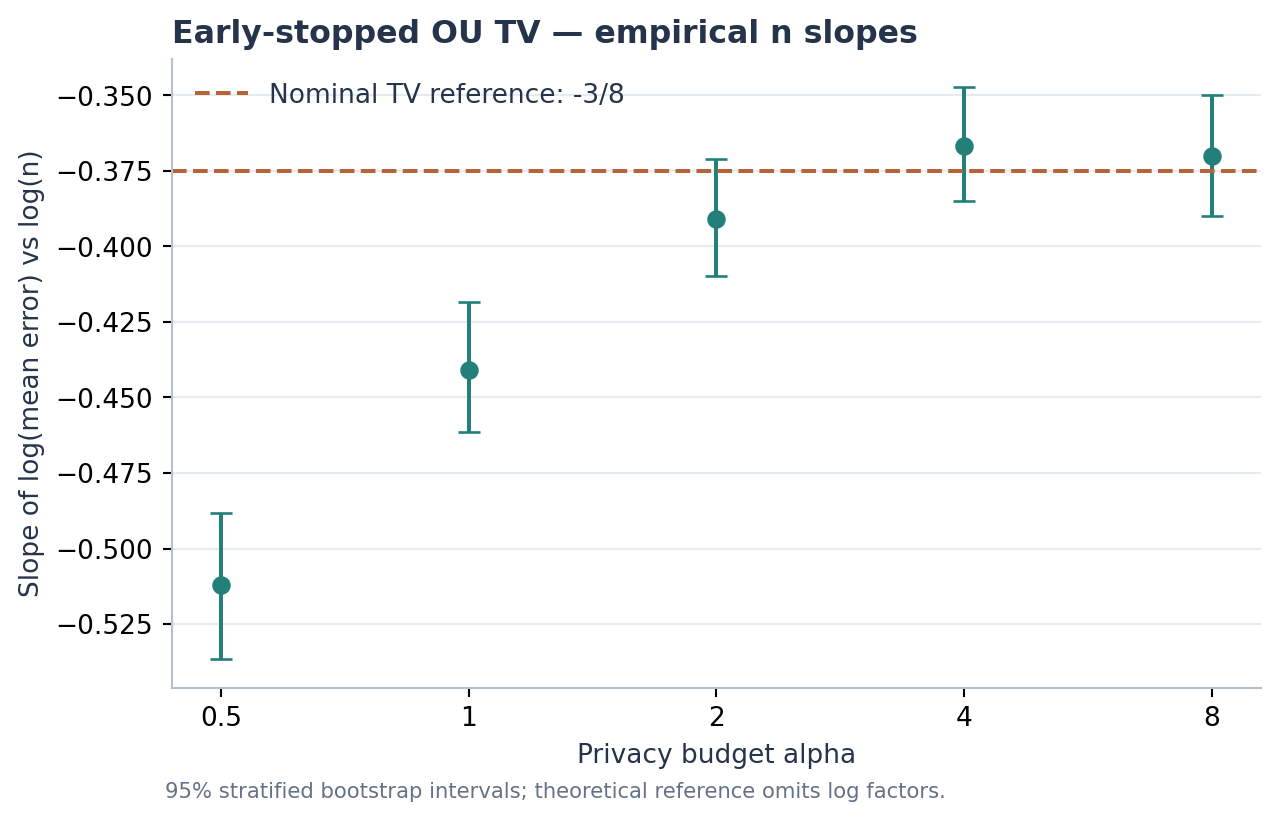 Early-stopped OU TV — empirical n slopes
Nominal TV reference: -3/8
Slope of log(mean error) vs log(n)
−0.350
−0.375
−0.400
−0.425
−0.450
−0.475
−0.500
−0.525
0.5 1 2 4 8
Privacy budget alpha
95% stratified bootstrap intervals; theoretical reference omits log factors.